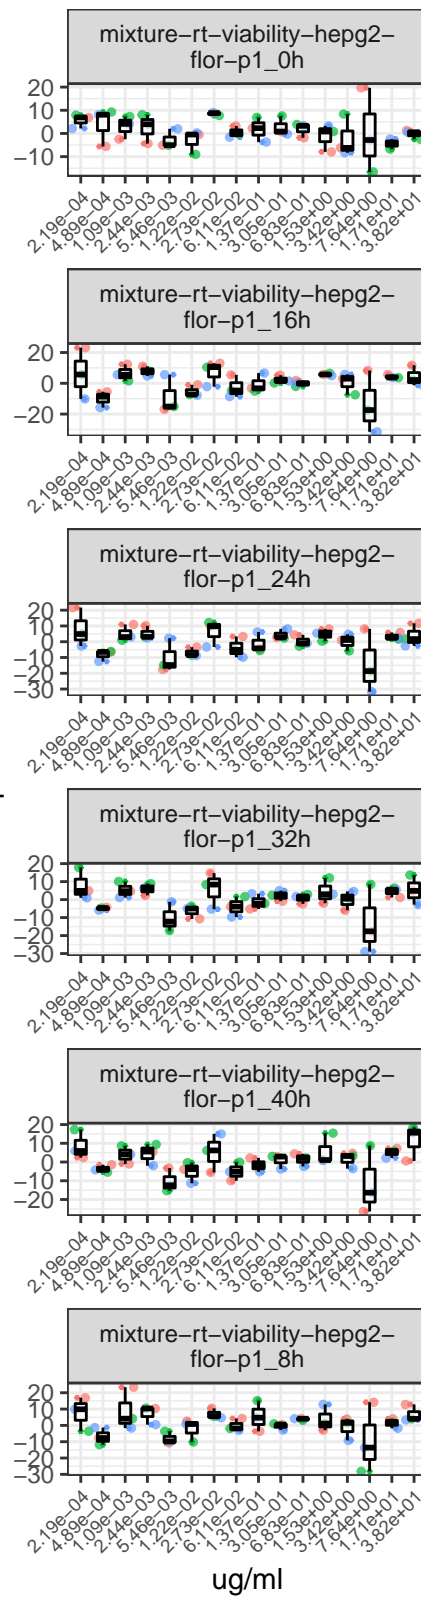 mixture−rt−viability−hepg2−
flor−p1_0h
20
10
0
−10
2.19e−04
4.89e−04
1.09e−03
2.44e−03
5.46e−03
1.22e−02
2.73e−02
6.11e−02
1.37e−01
3.05e−01
6.83e−01
1.53e+00
3.42e+00
7.64e+00
1.71e+01
3.82e+01
mixture−rt−viability−hepg2−
flor−p1_16h
20
0
−20
2.19e−04
4.89e−04
1.09e−03
2.44e−03
5.46e−03
1.22e−02
2.73e−02
6.11e−02
1.37e−01
3.05e−01
6.83e−01
1.53e+00
3.42e+00
7.64e+00
1.71e+01
3.82e+01
mixture−rt−viability−hepg2−
flor−p1_24h
20
10
0
−10
−20
−30
2.19e−04
4.89e−04
1.09e−03
2.44e−03
5.46e−03
1.22e−02
2.73e−02
6.11e−02
1.37e−01
3.05e−01
6.83e−01
1.53e+00
3.42e+00
7.64e+00
1.71e+01
3.82e+01
mixture−rt−viability−hepg2−
flor−p1_32h
20
10
0
−10
−20
−30
2.19e−04
4.89e−04
1.09e−03
2.44e−03
5.46e−03
1.22e−02
2.73e−02
6.11e−02
1.37e−01
3.05e−01
6.83e−01
1.53e+00
3.42e+00
7.64e+00
1.71e+01
3.82e+01
mixture−rt−viability−hepg2−
flor−p1_40h
20
10
0
−10
−20
2.19e−04
4.89e−04
1.09e−03
2.44e−03
5.46e−03
1.22e−02
2.73e−02
6.11e−02
1.37e−01
3.05e−01
6.83e−01
1.53e+00
3.42e+00
7.64e+00
1.71e+01
3.82e+01
mixture−rt−viability−hepg2−
flor−p1_8h
20
10
0
−10
−20
−30
2.19e−04
4.89e−04
1.09e−03
2.44e−03
5.46e−03
1.22e−02
2.73e−02
6.11e−02
1.37e−01
3.05e−01
6.83e−01
1.53e+00
3.42e+00
7.64e+00
1.71e+01
3.82e+01
ug/ml